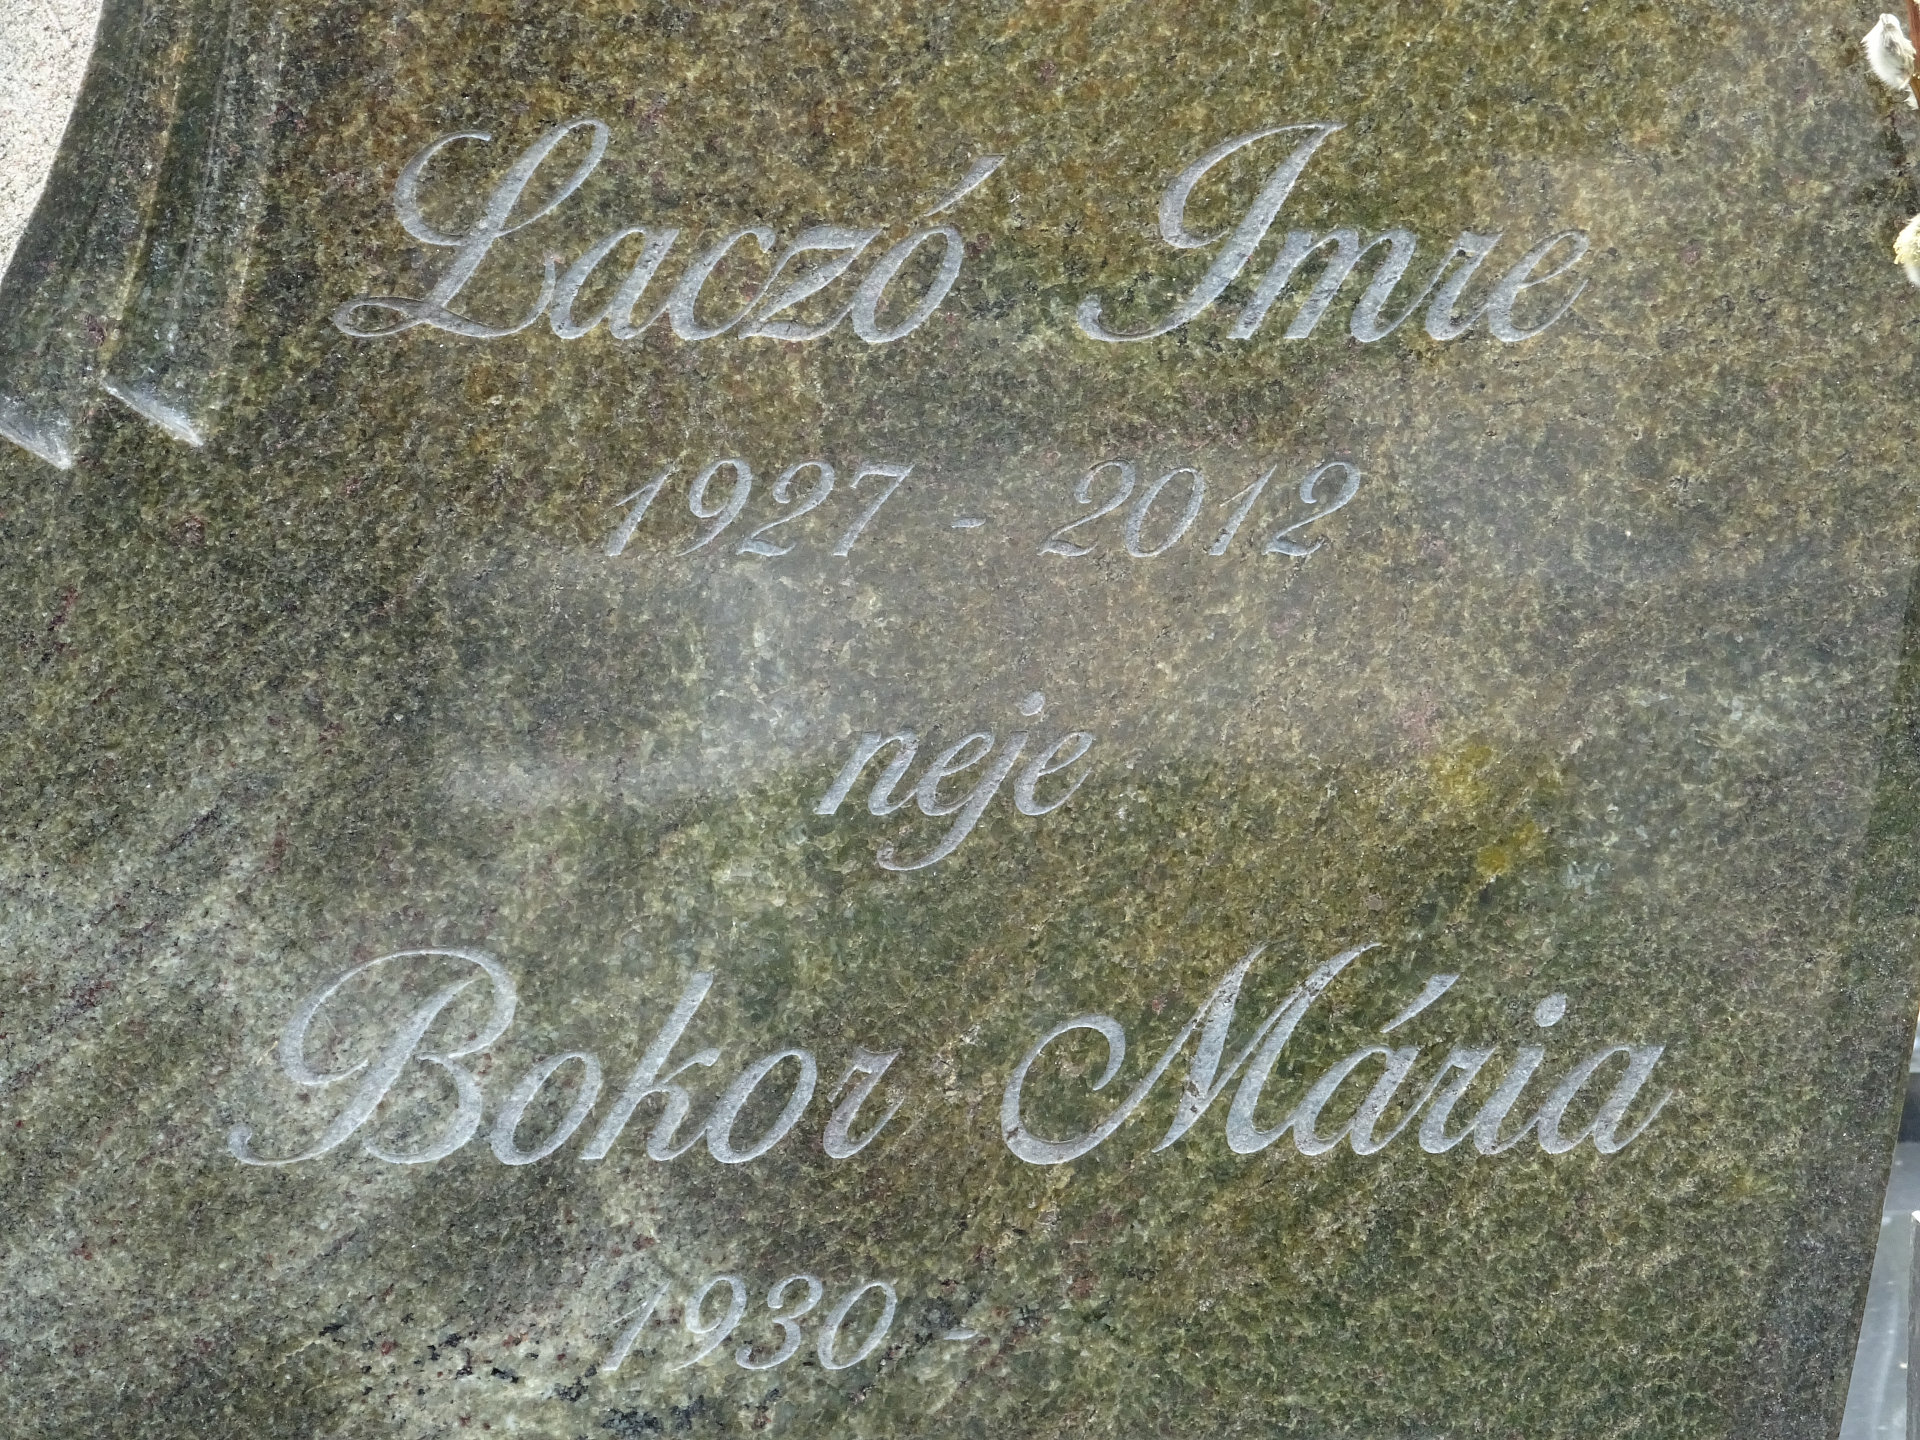 Laczó Imre
1927 - 2012
neje
Bokor Mária
1930 -